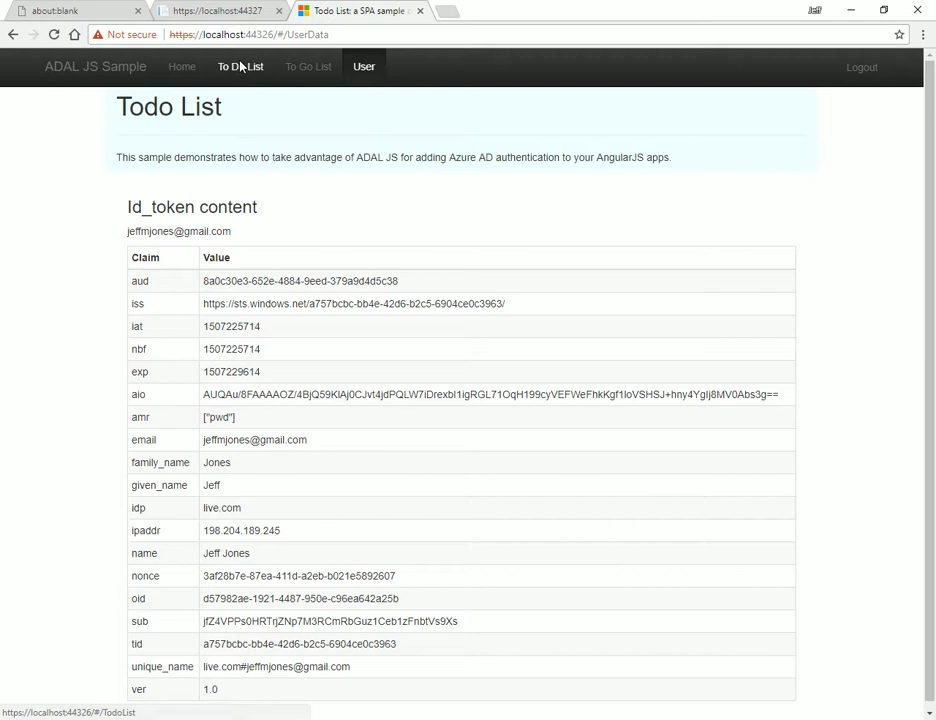 about:blank
https://localhost:44327
Todo List: a SPA sample
Jeff
Not secure | https://localhost:44326/#/UserData
ADAL JS Sample Home To Do List To Go List User Logout
Todo List
This sample demonstrates how to take advantage of ADAL JS for adding Azure AD authentication to your AngularJS apps.
Id_token content
jeffmjones@gmail.com
Claim Value
aud 8a0c30e3-652e-4884-9eed-379a9d4d5c38
iss https://sts.windows.net/a757bcbc-bb4e-42d6-b2c5-6904ce0c3963/
iat 1507225714
nbf 1507225714
exp 1507229614
aio AUQAu/8FAAAAOZ/4BjQ59KlAj0CJvt4jdPQLW7iDrexbI1igRGL71OqH199cyVEFWeFhkKgf1IoVSHSJ+hny4YgIj8MV0Abs3g==
amr ["pwd"]
email jeffmjones@gmail.com
family_name Jones
given_name Jeff
idp live.com
ipaddr 198.204.189.245
name Jeff Jones
nonce 3af28b7e-87ea-411d-a2eb-b021e5892607
oid d57982ae-1921-4487-950e-c96ea642a25b
sub jfZ4VPPs0HRTrjZNp7M3RCmRbGuz1Ceb1zFnbtVs9Xs
tid a757bcbc-bb4e-42d6-b2c5-6904ce0c3963
unique_name live.com#jeffmjones@gmail.com
ver 1.0
https://localhost:44326/#/TodoList